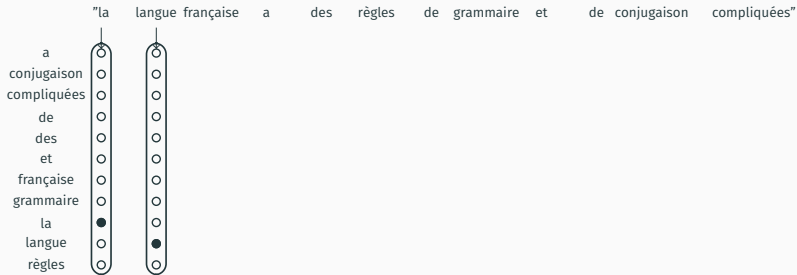 ”la langue française a des règles de grammaire et de conjugaison compliquées”
a
conjugaison
compliquées
de
des
et
française
grammaire
la
langue
règles